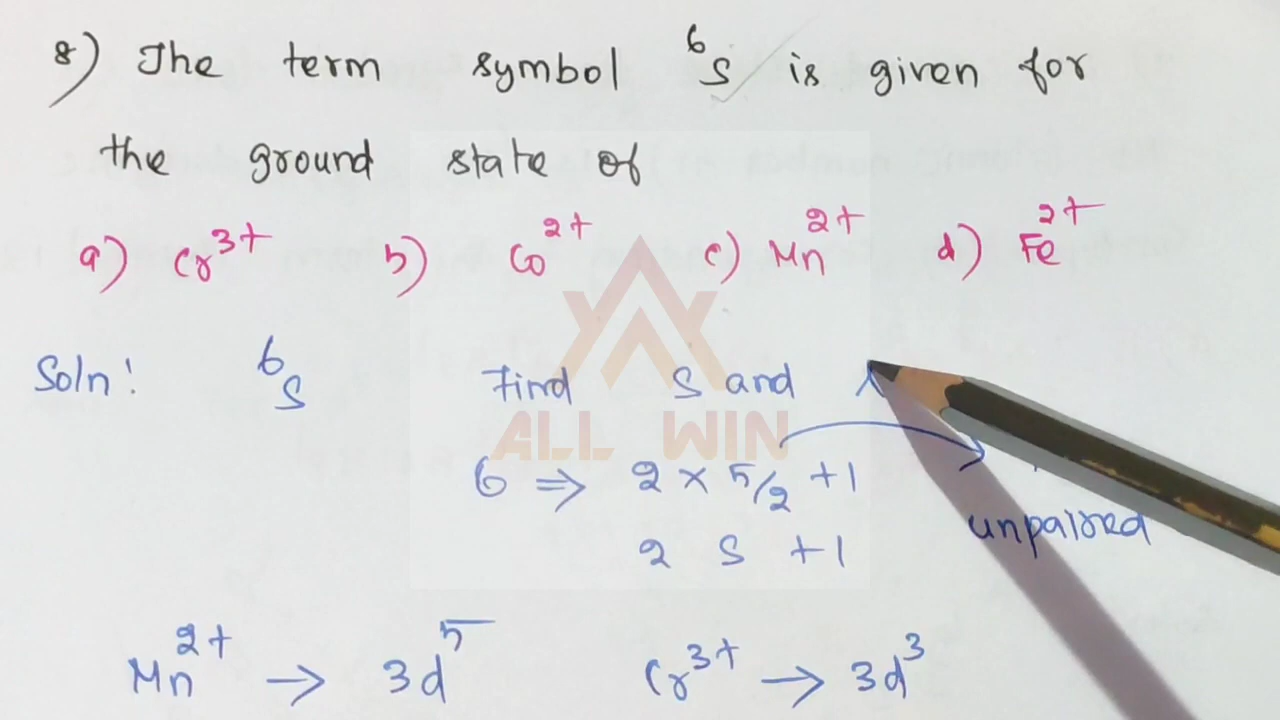 8) The term symbol ⁶S is given for
the ground state of
a) Cr³⁺ b) Co²⁺ c) Mn²⁺ d) Fe²⁺
Soln: ⁶S Find S and
6 ⇒ 2 × 5/2 + 1
unpaired
2 S + 1
Mn²⁺ → 3d⁵ Cr³⁺ → 3d³
ALL WIN